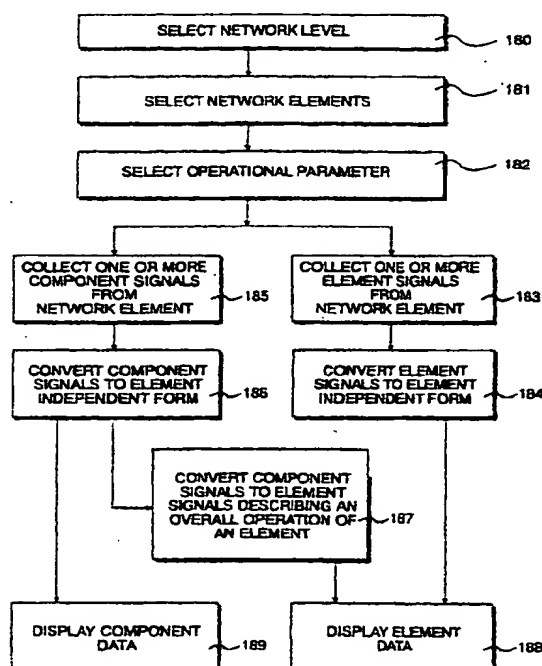 SELECT NETWORK LEVEL
180
SELECT NETWORK ELEMENTS
181
SELECT OPERATIONAL PARAMETER
182
COLLECT ONE OR MORE
COMPONENT SIGNALS
FROM
NETWORK ELEMENT
185
COLLECT ONE OR MORE
ELEMENT SIGNALS
FROM
NETWORK ELEMENT
183
CONVERT COMPONENT
SIGNALS TO ELEMENT
INDEPENDENT FORM
186
CONVERT ELEMENT
SIGNALS TO ELEMENT
INDEPENDENT FORM
184
CONVERT COMPONENT
SIGNALS TO ELEMENT
SIGNALS DESCRIBING AN
OVERALL OPERATION OF
AN ELEMENT
187
DISPLAY COMPONENT
DATA
189
DISPLAY ELEMENT
DATA
188